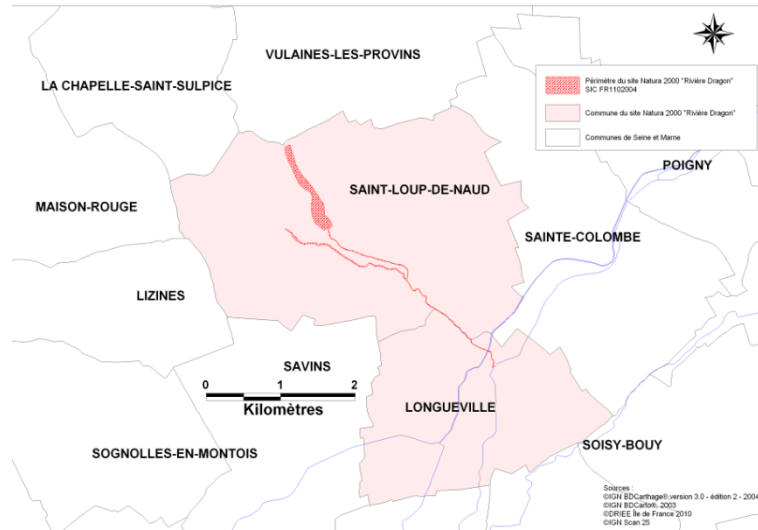 VULAINES-LES-PROVINS
LA CHAPELLE-SAINT-SULPICE
Périmètre du site Natura 2000 "Rivière Dragon"
SIC FR1102004
Commune du site Natura 2000 "Rivière Dragon"
Communes de Seine et Marne
POIGNY
SAINT-LOUP-DE-NAUD
MAISON-ROUGE
SAINTE-COLOMBE
LIZINES
SAVINS
0 1 2
Kilomètres
LONGUEVILLE
SOGNOLLES-EN-MONTOIS
SOISY-BOUY
Sources :
©IGN BDCarthage®,version 3.0 - édition 2 - 2004
©IGN BDCarto®, 2003
©DRIEE Île de France 2010
©IGN Scan 25